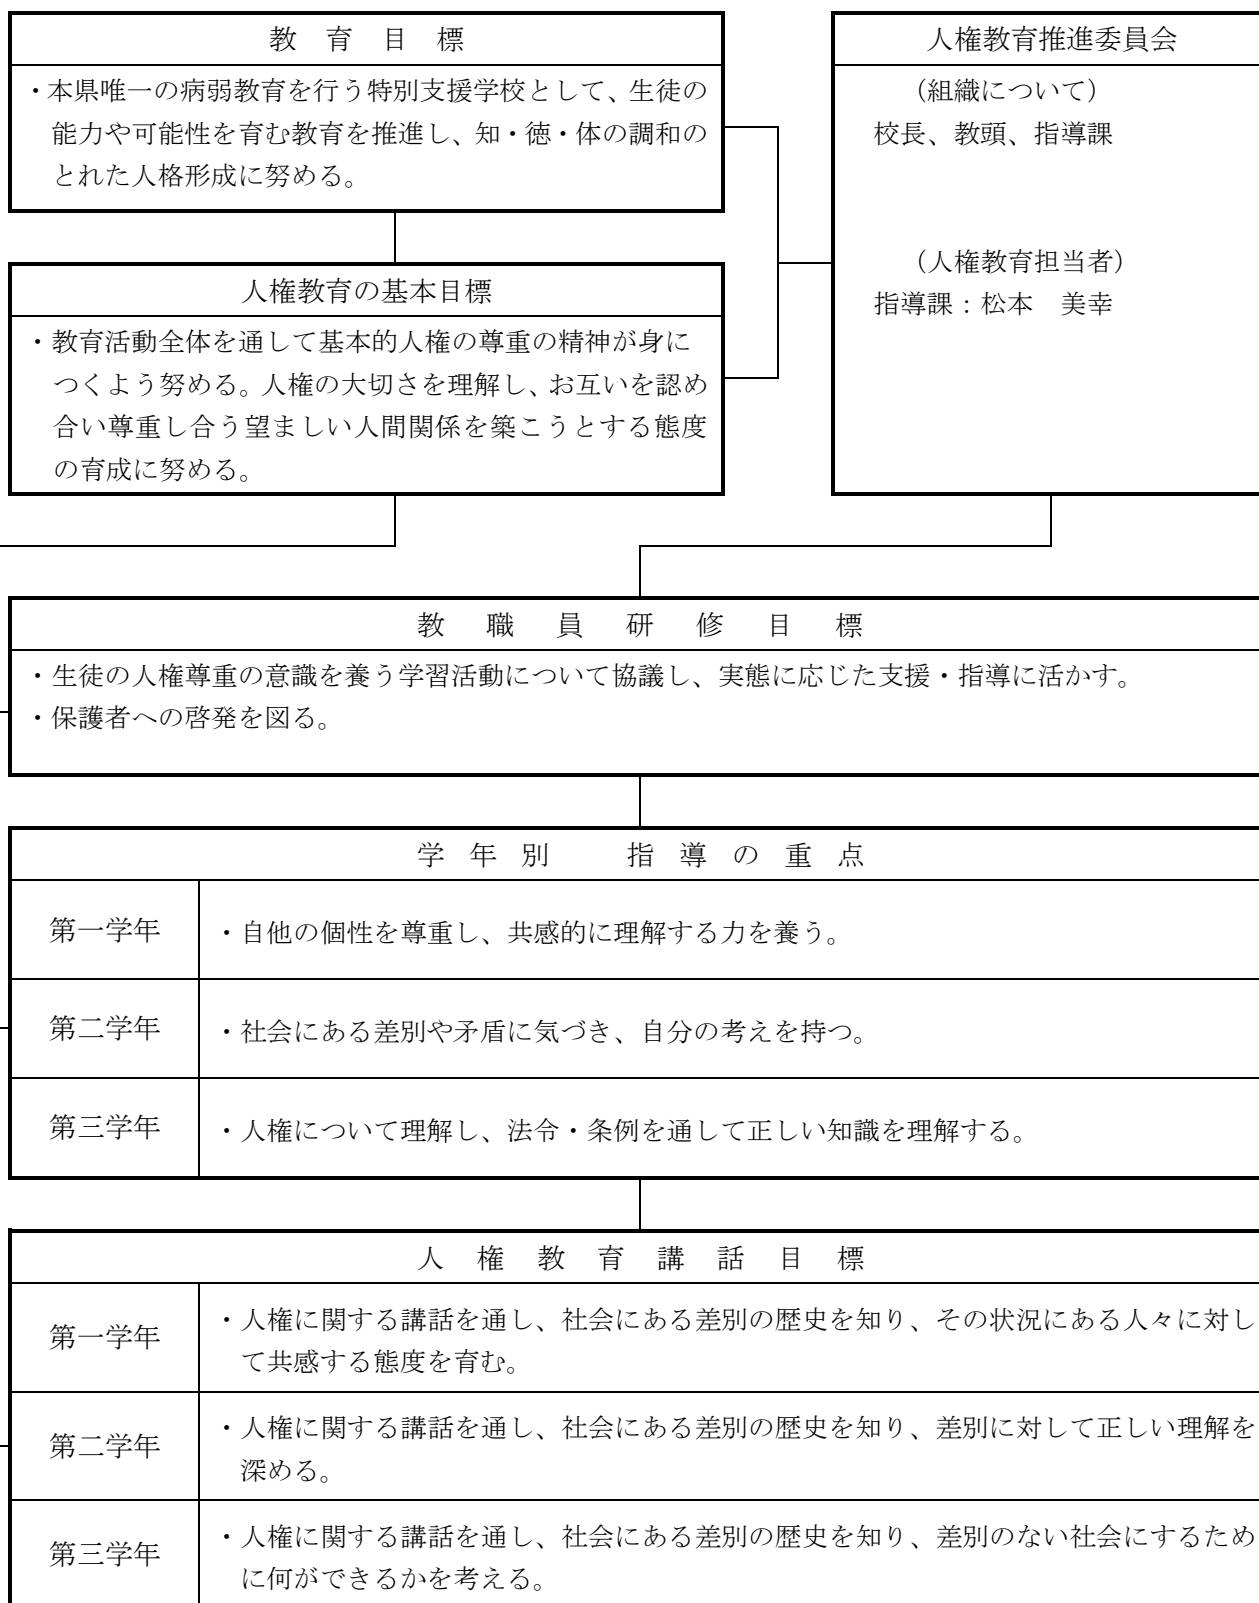 教 育 目 標
・本県唯一の病弱教育を行う特別支援学校として、生徒の
能力や可能性を育む教育を推進し、知・徳・体の調和の
とれた人格形成に努める。
人権教育推進委員会
（組織について）
校長、教頭、指導課
（人権教育担当者）
指導課：松本　美幸
人権教育の基本目標
・教育活動全体を通して基本的人権の尊重の精神が身に
つくよう努める。人権の大切さを理解し、お互いを認め
合い尊重し合う望ましい人間関係を築こうとする態度
の育成に努める。
教 職 員 研 修 目 標
・生徒の人権尊重の意識を養う学習活動について協議し、実態に応じた支援・指導に活かす。
・保護者への啓発を図る。
学 年 別　指 導 の 重 点
第一学年
・自他の個性を尊重し、共感的に理解する力を養う。
第二学年
・社会にある差別や矛盾に気づき、自分の考えを持つ。
第三学年
・人権について理解し、法令・条例を通して正しい知識を理解する。
人 権 教 育 講 話 目 標
第一学年
・人権に関する講話を通し、社会にある差別の歴史を知り、その状況にある人々に対し
て共感する態度を育む。
第二学年
・人権に関する講話を通し、社会にある差別の歴史を知り、差別に対して正しい理解を
深める。
第三学年
・人権に関する講話を通し、社会にある差別の歴史を知り、差別のない社会にするため
に何ができるかを考える。